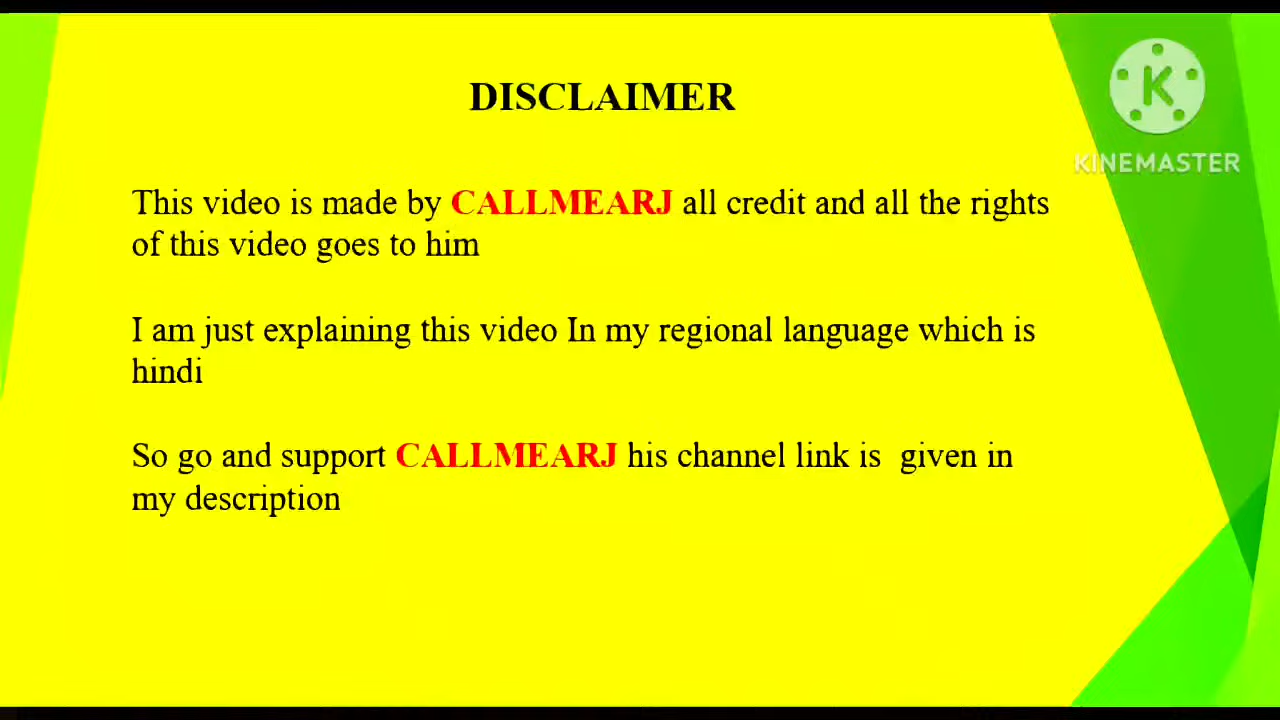 DISCLAIMER
K
KINEMASTER
This video is made by CALLMEARJ all credit and all the rights
of this video goes to him
I am just explaining this video In my regional language which is
hindi
So go and support CALLMEARJ his channel link is given in
my description